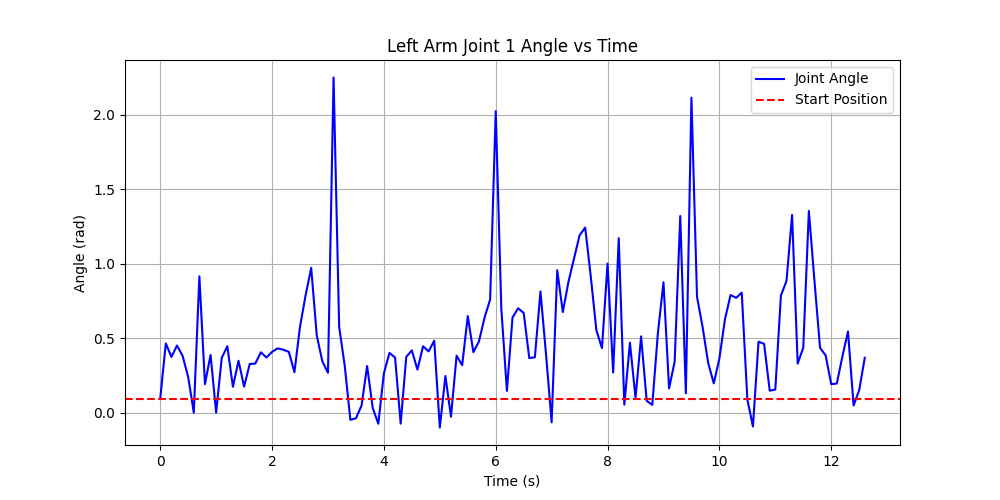 Left Arm Joint 1 Angle vs Time
Joint Angle
Start Position
Angle (rad)
2.0
1.5
1.0
0.5
0.0
0 2 4 6 8 10 12
Time (s)